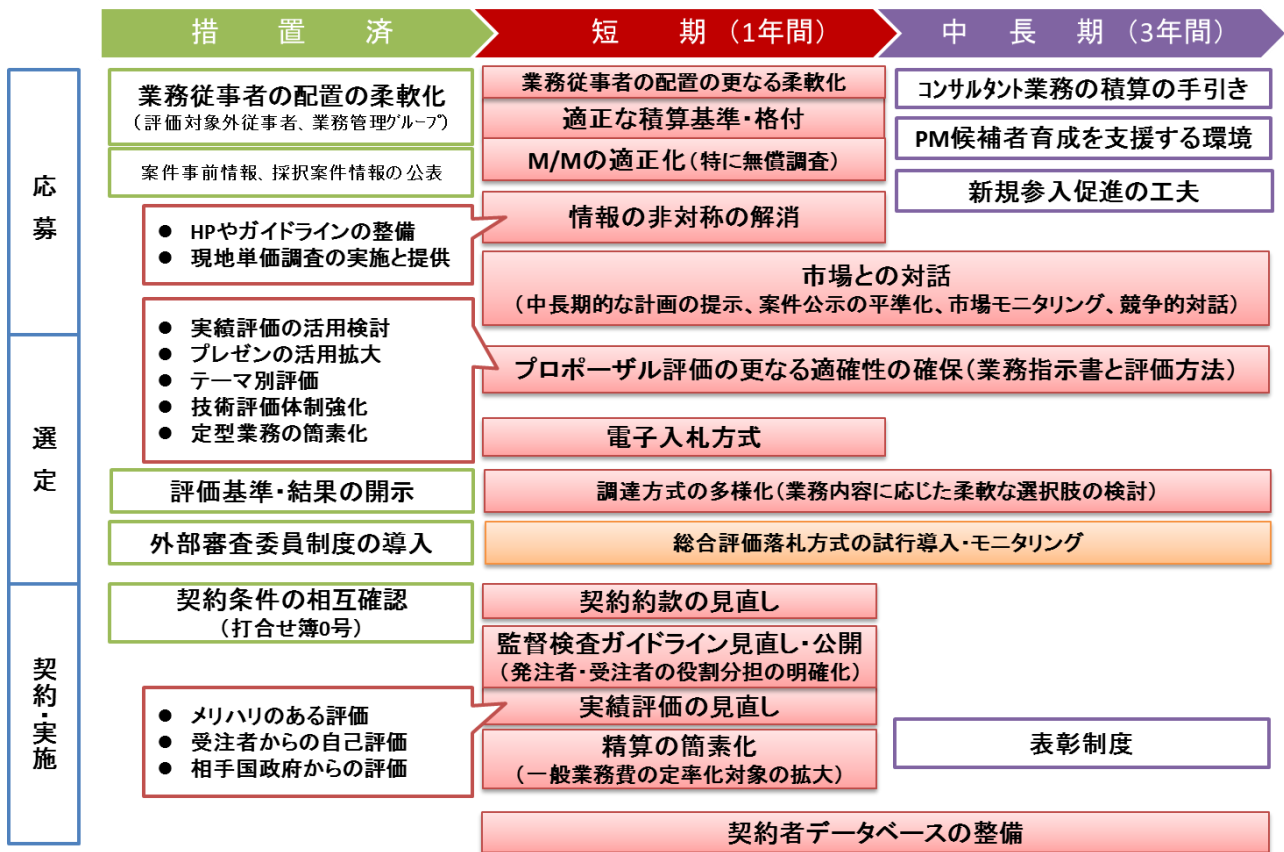 措置済
短期（1年間）
中長期（3年間）
応募
業務従事者の配置の柔軟化
（評価対象外従事者、業務管理グループ）
案件事前情報、採択案件情報の公表
● HPやガイドラインの整備
● 現地単価調査の実施と提供
業務従事者の配置の更なる柔軟化
適正な積算基準・格付
M/Mの適正化（特に無償調査）
情報の非対称の解消
市場との対話
（中長期的な計画の提示、案件公示の平準化、市場モニタリング、競争的対話）
コンサルタント業務の積算の手引き
PM候補者育成を支援する環境
新規参入促進の工夫
選定
● 実績評価の活用検討
● プレゼンの活用拡大
● テーマ別評価
● 技術評価体制強化
● 定型業務の簡素化
プロポーザル評価の更なる適確性の確保（業務指示書と評価方法）
電子入札方式
評価基準・結果の開示
調達方式の多様化（業務内容に応じた柔軟な選択肢の検討）
外部審査委員制度の導入
総合評価落札方式の試行導入・モニタリング
契約・実施
契約条件の相互確認
（打合せ簿0号）
契約約款の見直し
監督検査ガイドライン見直し・公開
（発注者・受注者の役割分担の明確化）
● メリハリのある評価
● 受注者からの自己評価
● 相手国政府からの評価
実績評価の見直し
精算の簡素化
（一般業務費の定率化対象の拡大）
表彰制度
契約者データベースの整備